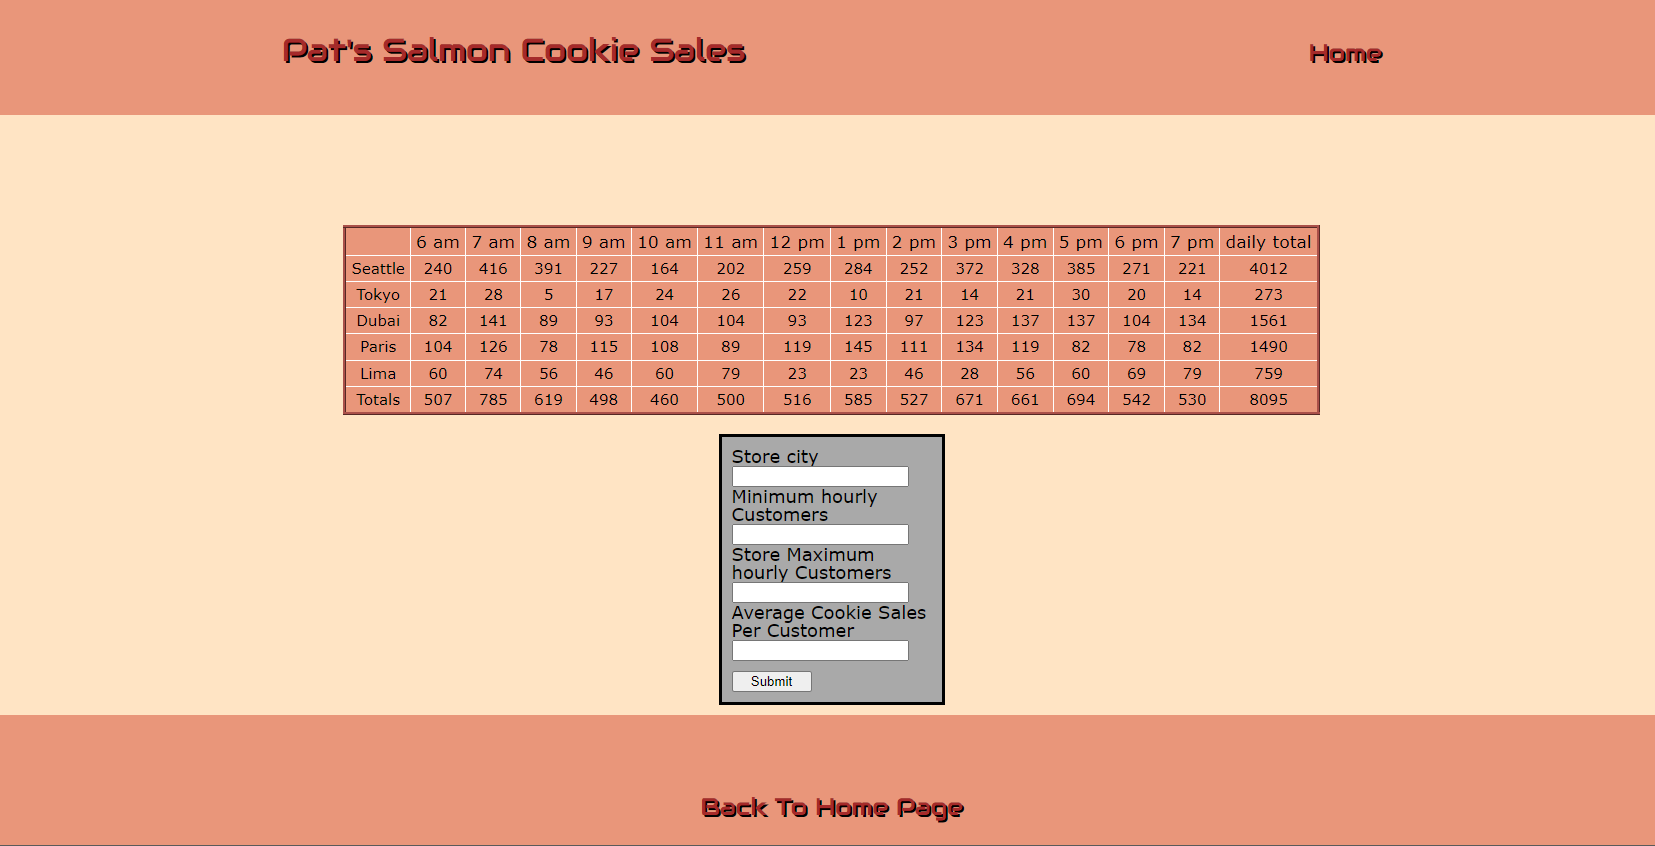 Pat's Salmon Cookie Sales
Home
6 am 7 am 8 am 9 am 10 am 11 am 12 pm 1 pm 2 pm 3 pm 4 pm 5 pm 6 pm 7 pm daily total
Seattle 240 416 391 227 164 202 259 284 252 372 328 385 271 221 4012
Tokyo 21 28 5 17 24 26 22 10 21 14 21 30 20 14 273
Dubai 82 141 89 93 104 104 93 123 97 123 137 137 104 134 1561
Paris 104 126 78 115 108 89 119 145 111 134 119 82 78 82 1490
Lima 60 74 56 46 60 79 23 23 46 28 56 60 69 79 759
Totals 507 785 619 498 460 500 516 585 527 671 661 694 542 530 8095
Store city
Minimum hourly
Customers
Store Maximum
hourly Customers
Average Cookie Sales
Per Customer
Submit
Back To Home Page